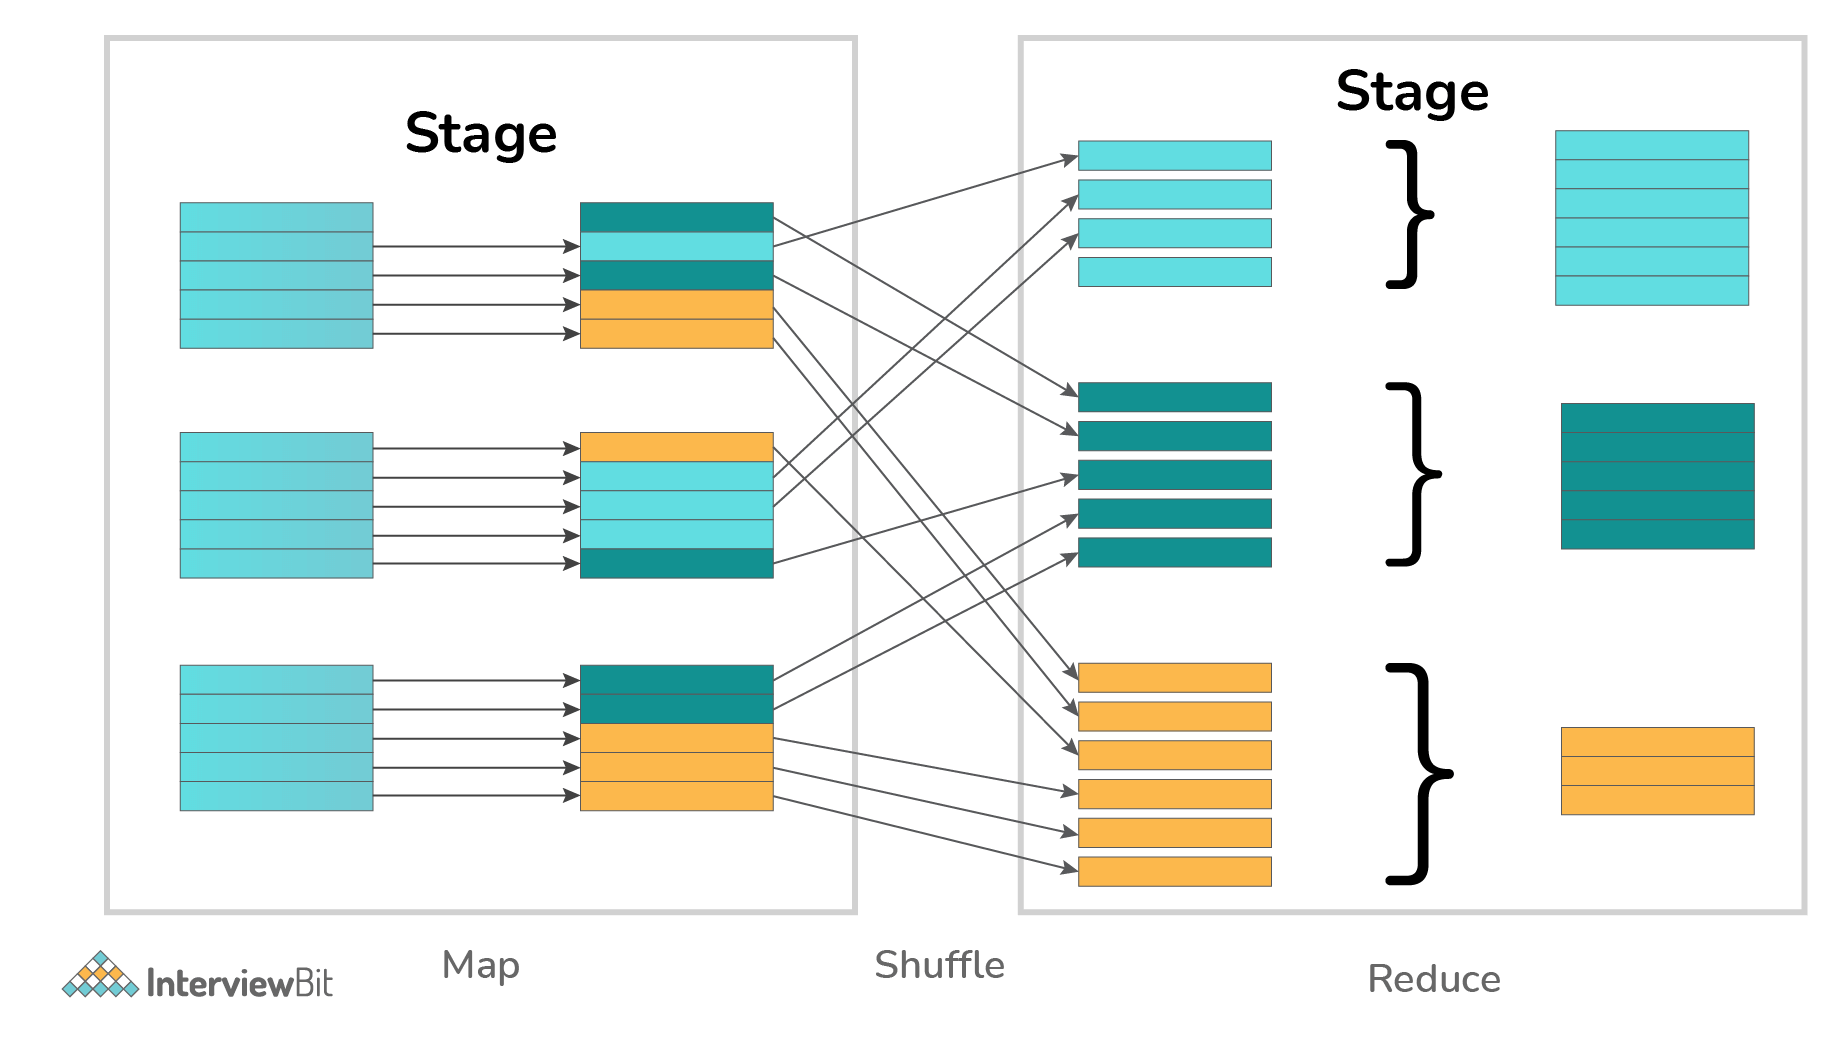 Stage
Stage
Map
Shuffle
Reduce
InterviewBit